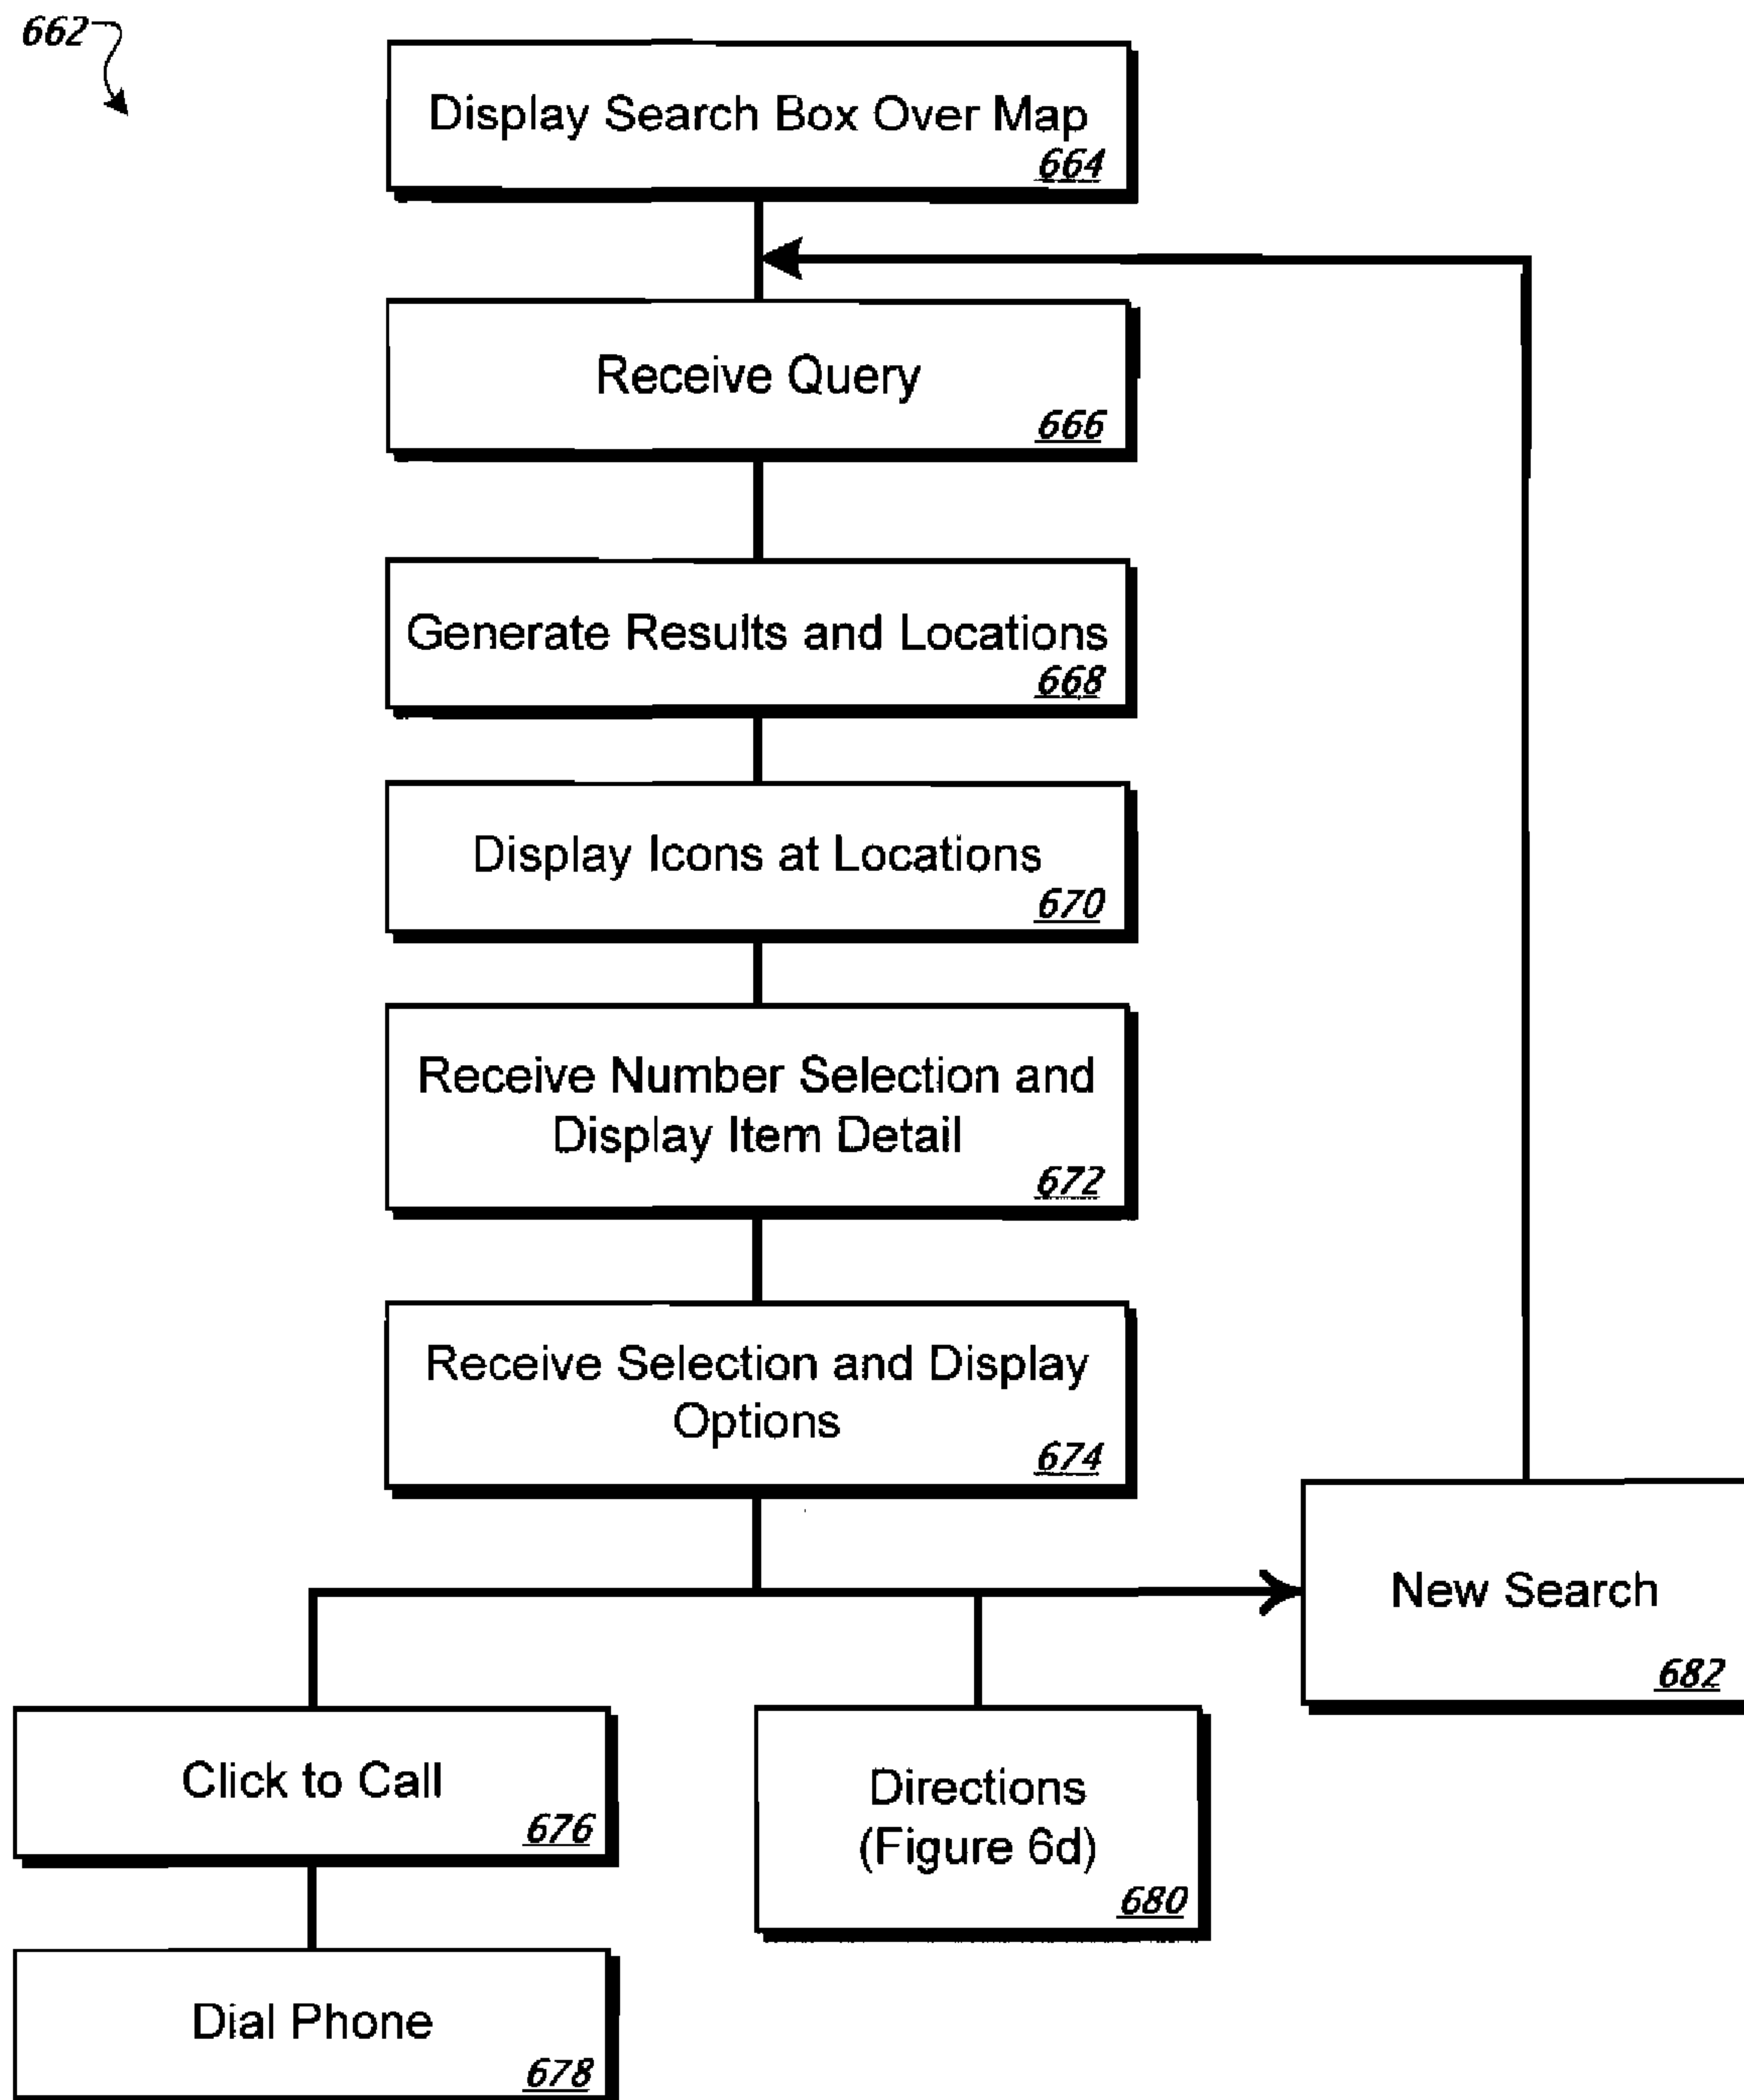 662
Display Search Box Over Map
664
Receive Query
666
Generate Results and Locations
668
Display Icons at Locations
670
Receive Number Selection and
Display Item Detail
672
Receive Selection and Display
Options
674
New Search
682
Click to Call
676
Directions
(Figure 6d)
680
Dial Phone
678